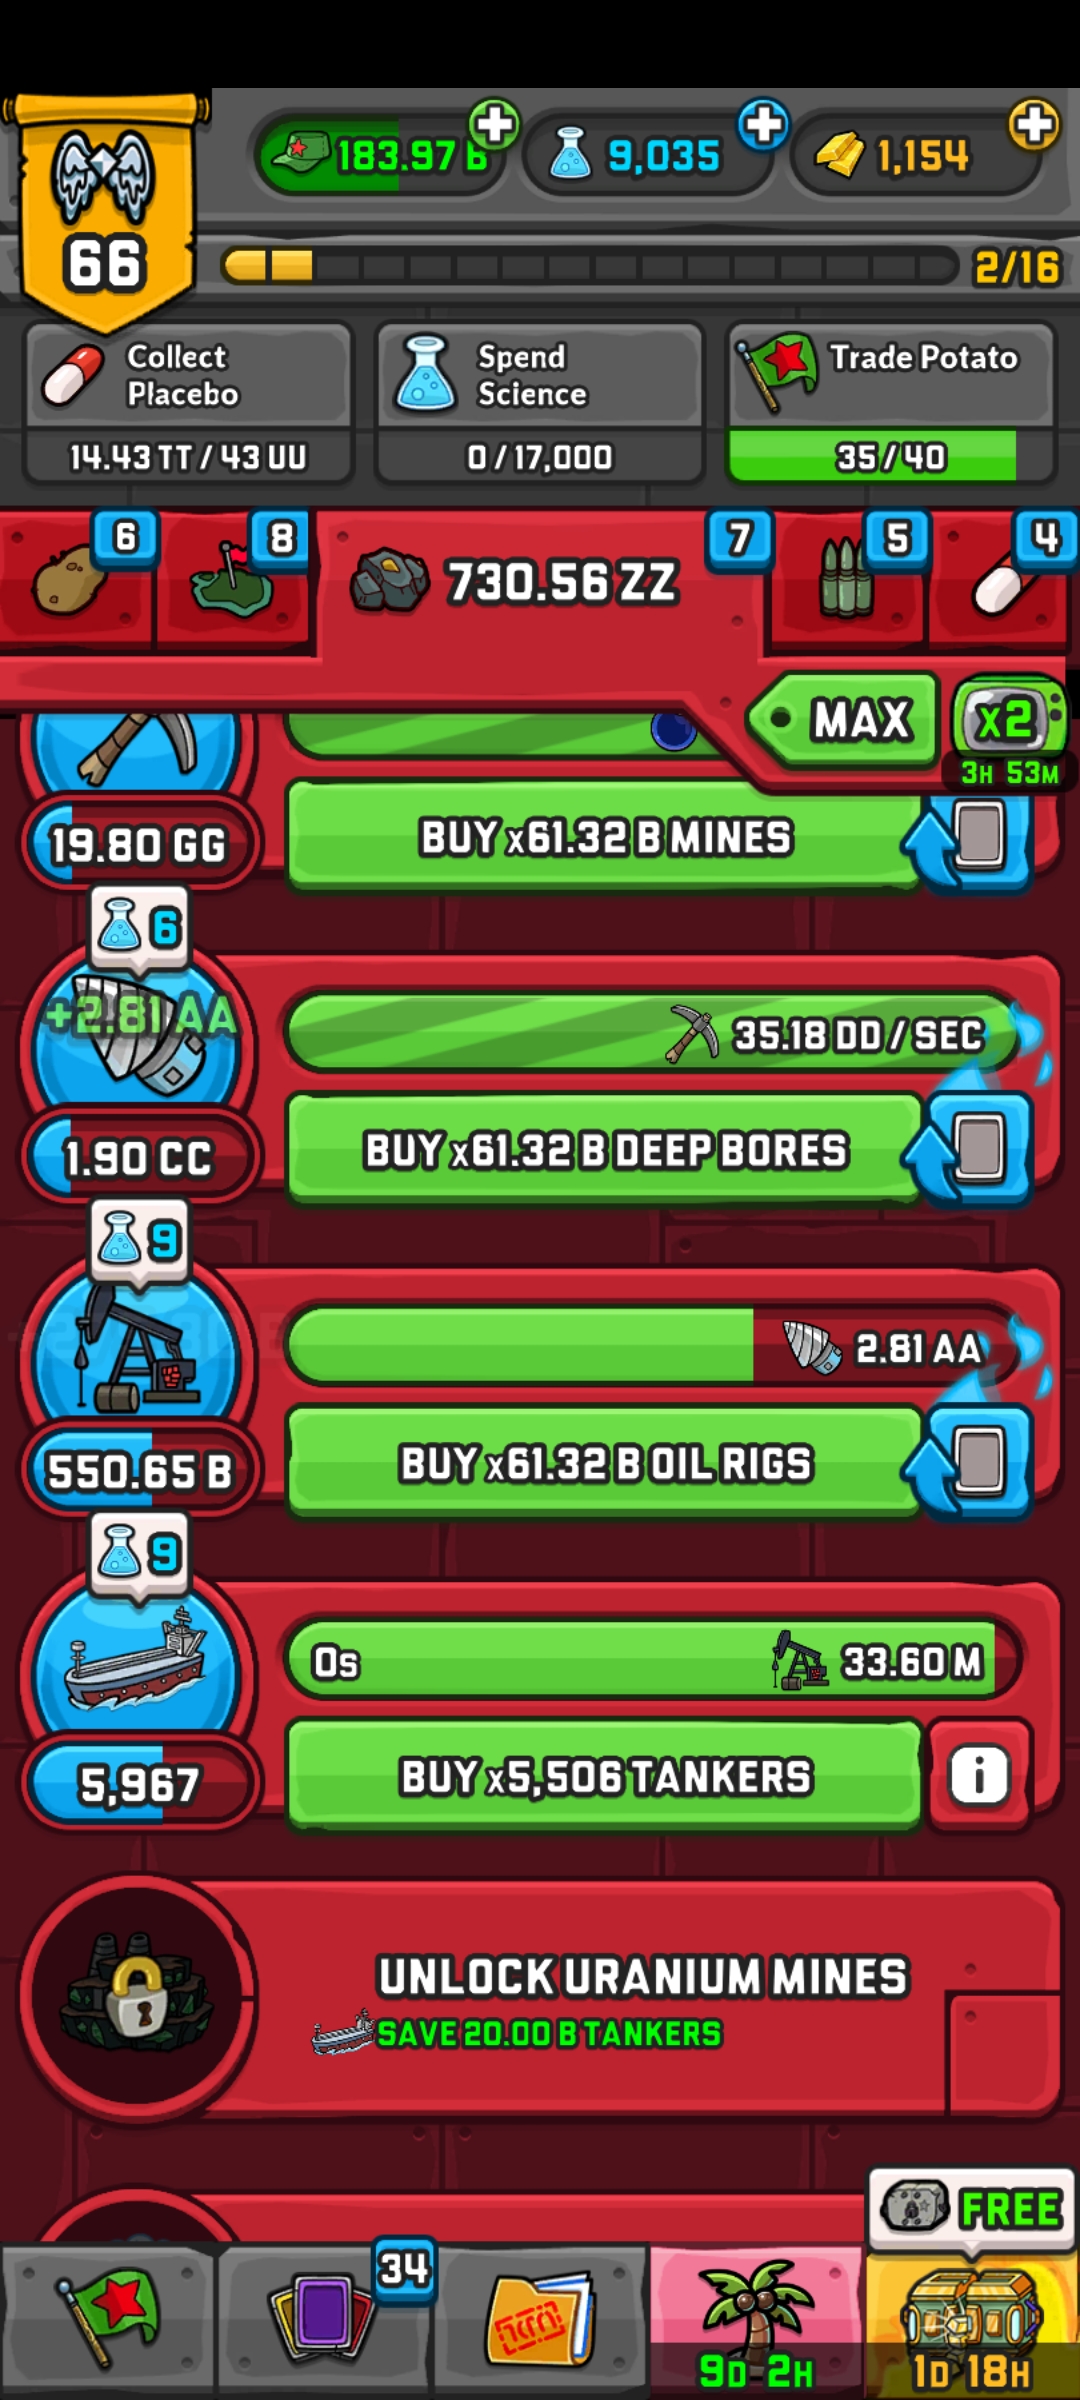 183.97 B
9,035
1,154
66
2/16
Collect
Placebo
Spend
Science
Trade Potato
14.43 TT / 43 UU
0 / 17,000
35 / 40
6
8
730.56 ZZ
7
5
4
MAX
x2
3H 53M
19.80 GG
BUY x61.32 B MINES
6
+2.81 AA
35.18 DD / SEC
1.90 CC
BUY x61.32 B DEEP BORES
9
2.81 AA
550.65 B
BUY x61.32 B OIL RIGS
9
0s
33.60 M
5,967
BUY x5,506 TANKERS
i
UNLOCK URANIUM MINES
SAVE 20.00 B TANKERS
FREE
34
9D 2H
1D 18H